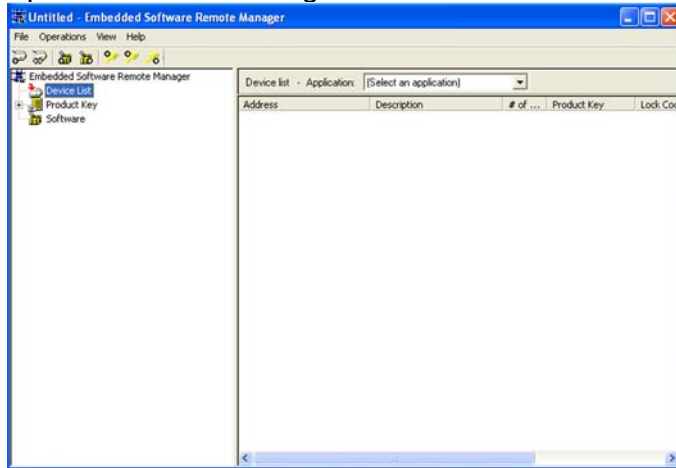 Untitled - Embedded Software Remote Manager
File Operations View Help
Embedded Software Remote Manager
Device List
Product Key
Software
Device list - Application: (Select an application)
Address Description # of ... Product Key Lock Co